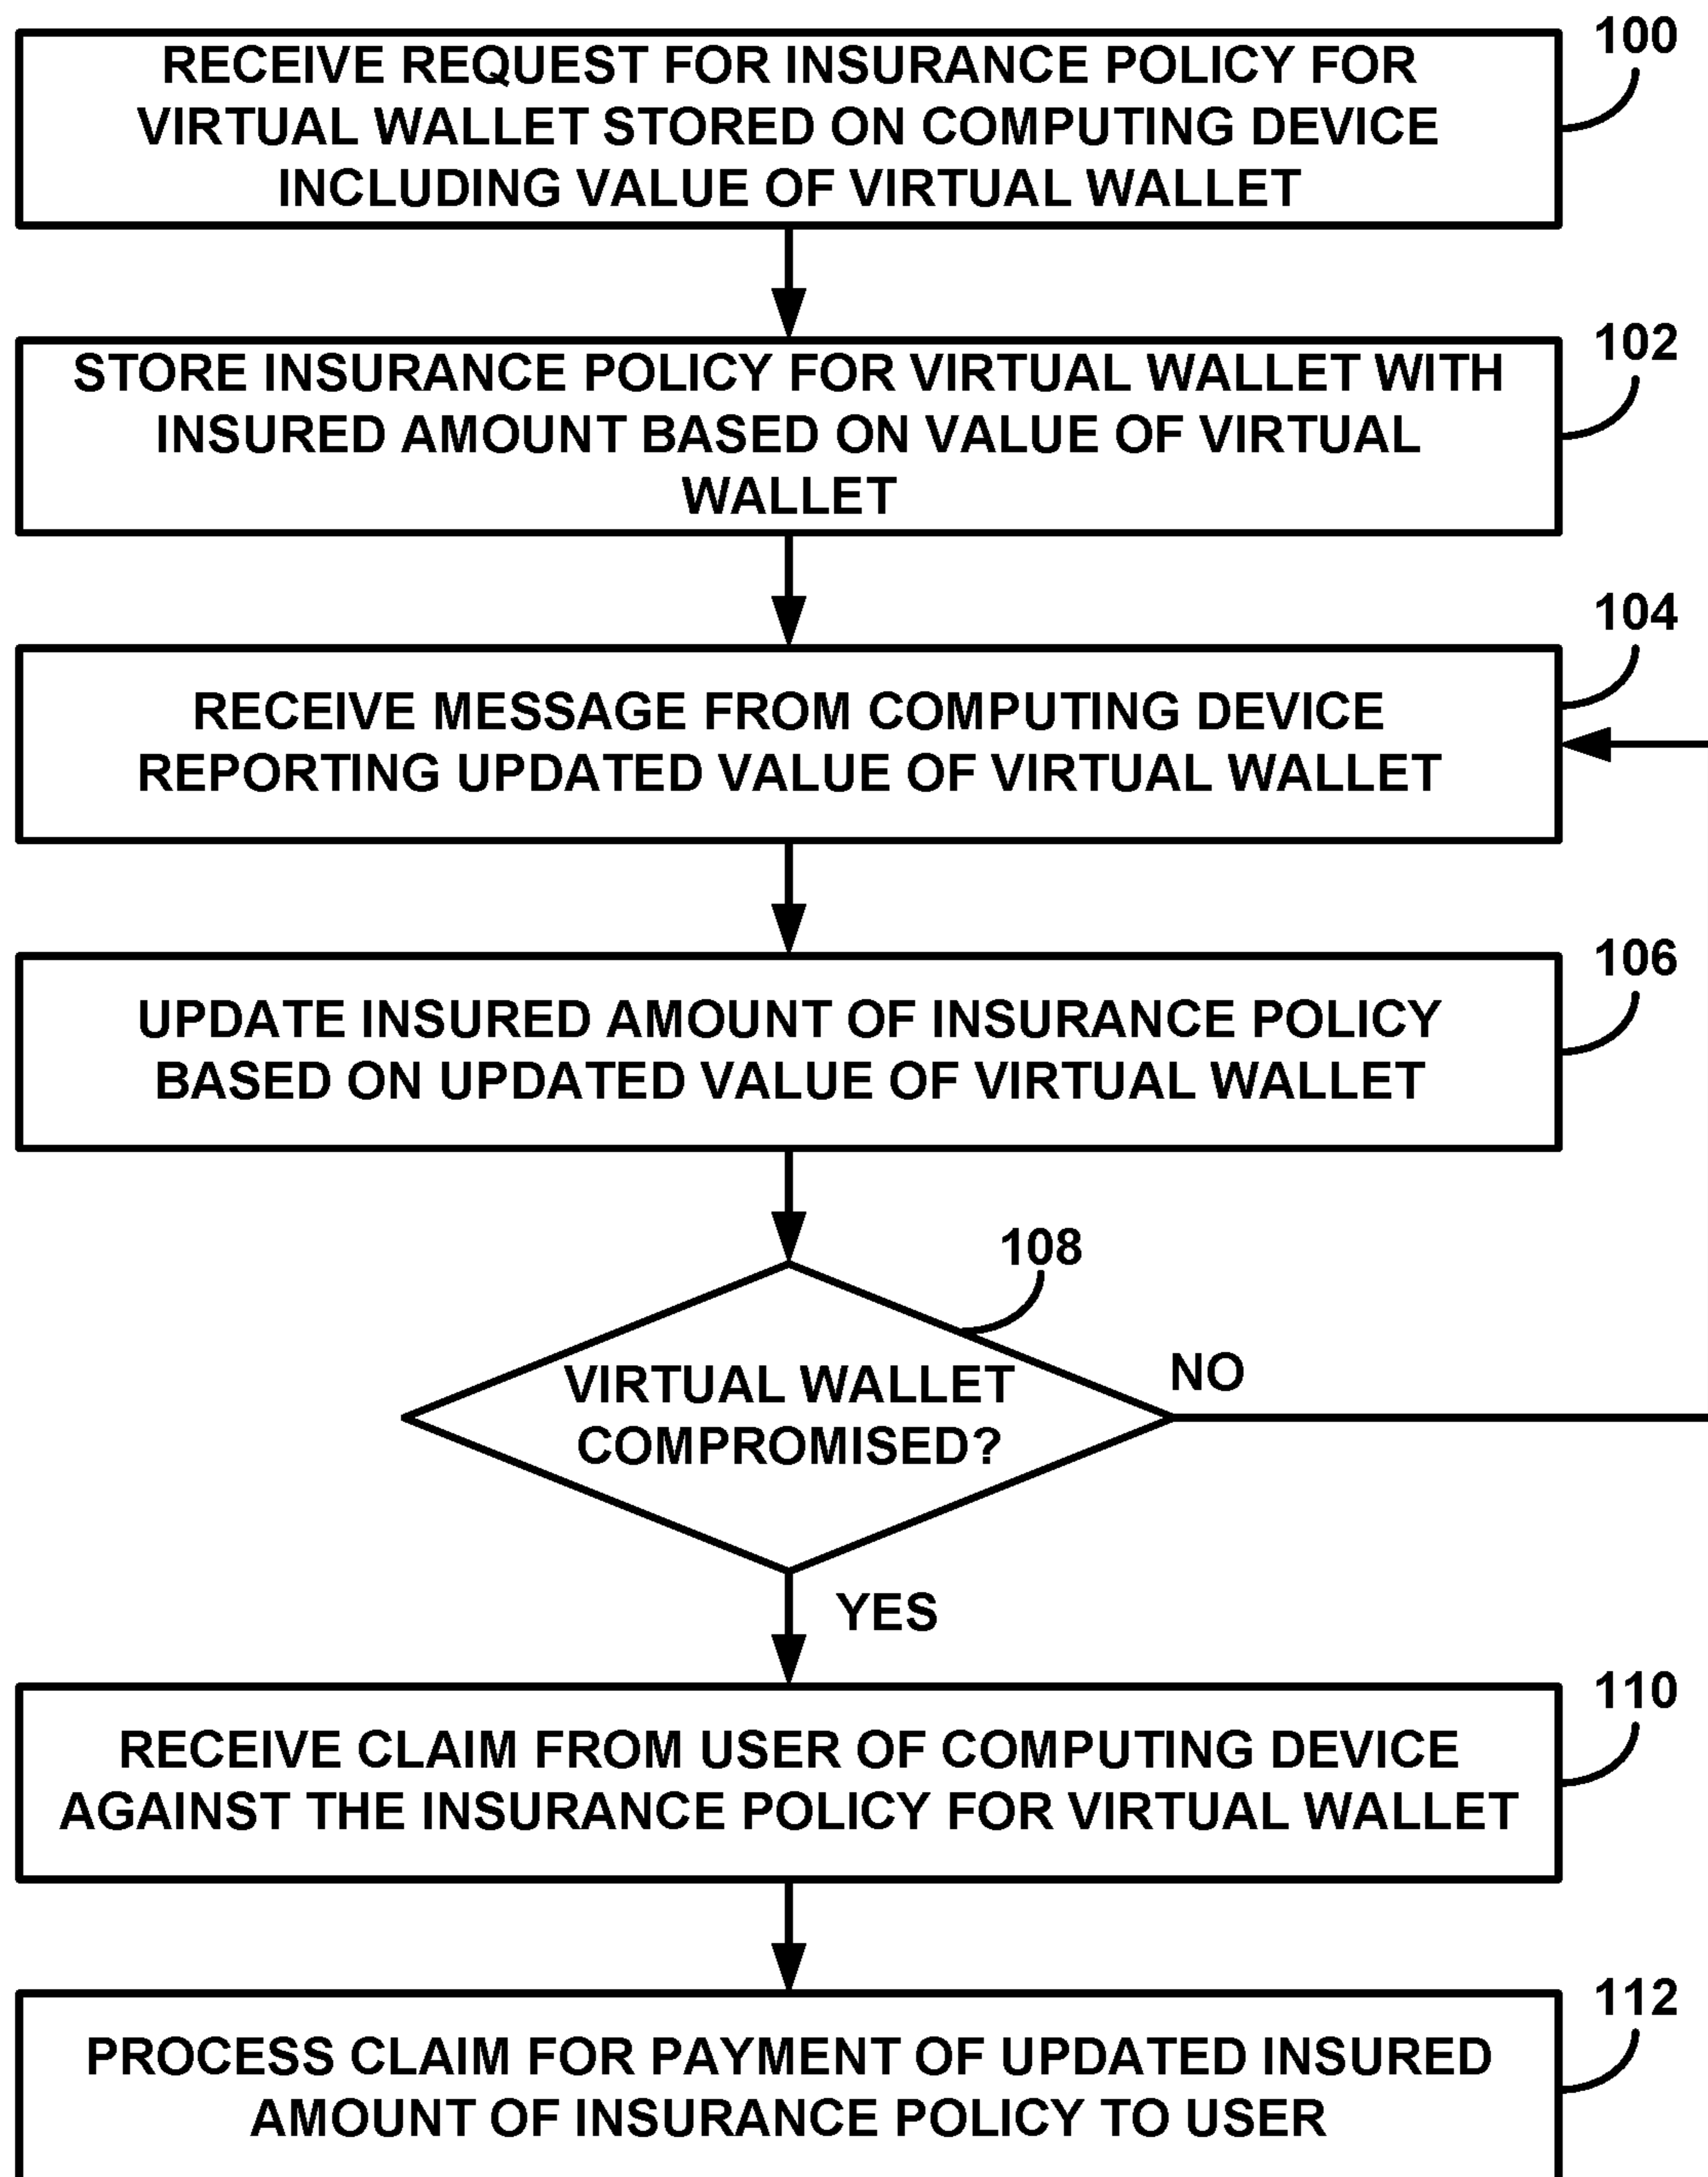 100
RECEIVE REQUEST FOR INSURANCE POLICY FOR
VIRTUAL WALLET STORED ON COMPUTING DEVICE
INCLUDING VALUE OF VIRTUAL WALLET
102
STORE INSURANCE POLICY FOR VIRTUAL WALLET WITH
INSURED AMOUNT BASED ON VALUE OF VIRTUAL
WALLET
104
RECEIVE MESSAGE FROM COMPUTING DEVICE
REPORTING UPDATED VALUE OF VIRTUAL WALLET
106
UPDATE INSURED AMOUNT OF INSURANCE POLICY
BASED ON UPDATED VALUE OF VIRTUAL WALLET
108
VIRTUAL WALLET
COMPROMISED?
NO
YES
110
RECEIVE CLAIM FROM USER OF COMPUTING DEVICE
AGAINST THE INSURANCE POLICY FOR VIRTUAL WALLET
112
PROCESS CLAIM FOR PAYMENT OF UPDATED INSURED
AMOUNT OF INSURANCE POLICY TO USER